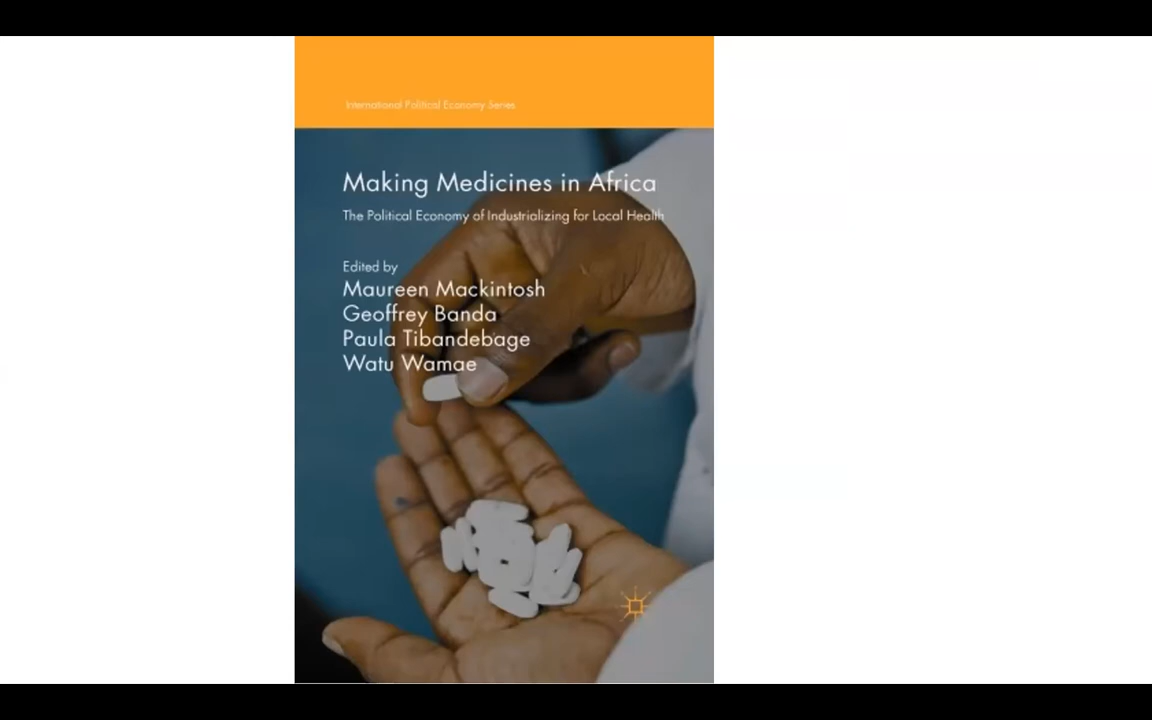 International Political Economy Series
Making Medicines in Africa
The Political Economy of Industrializing for Local Health
Edited by
Maureen Mackintosh
Geoffrey Banda
Paula Tibandebage
Watu Wamae